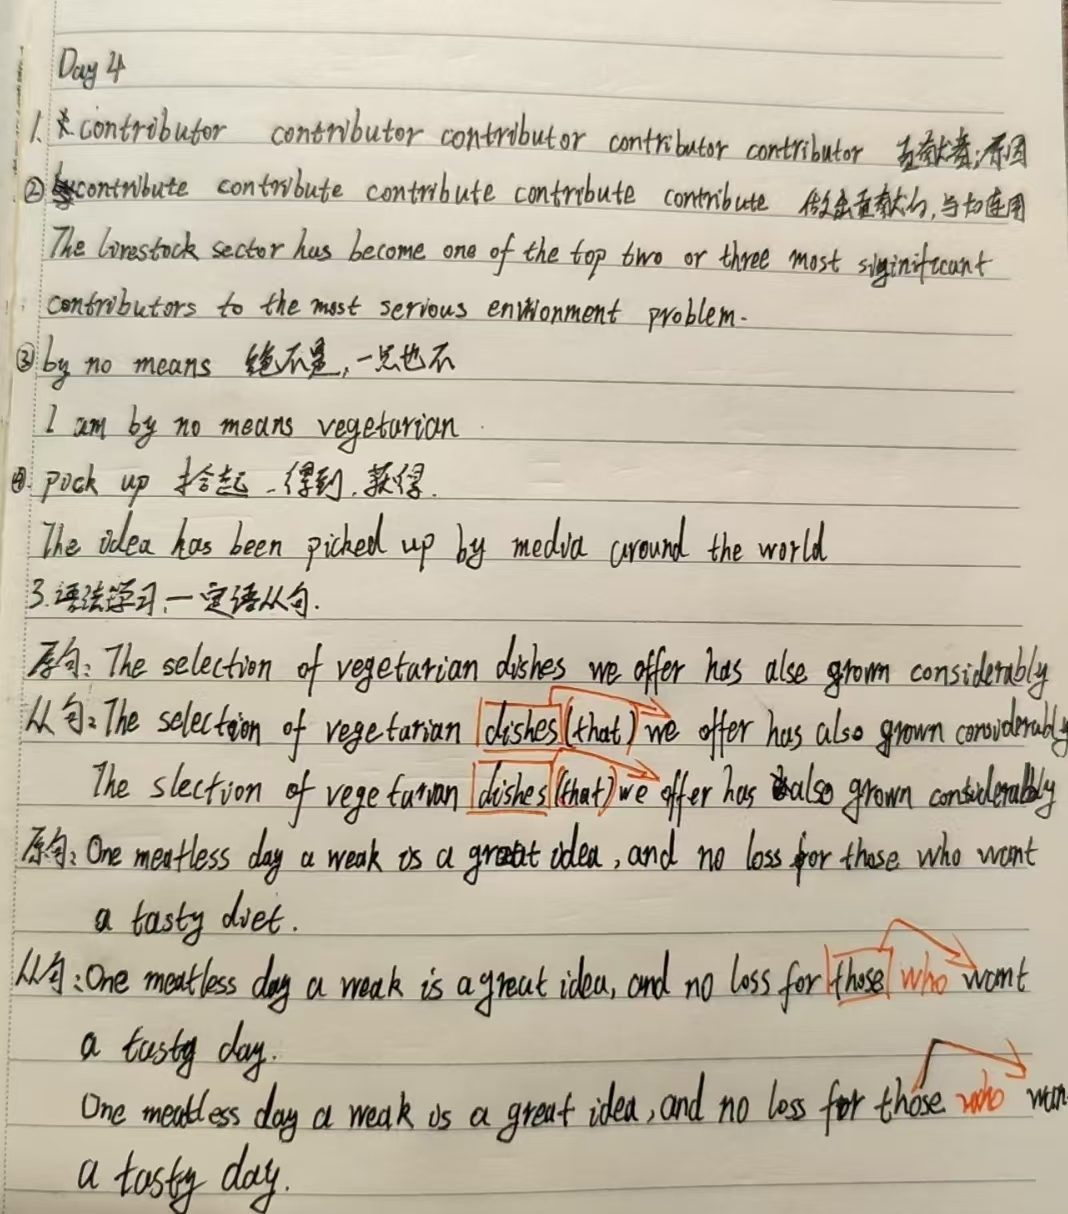 Day 4
1. contributor contributor contributor contributor contributor 贡献者;原因
② contribute contribute contribute contribute contribute 做出贡献, 与to连用
The livestock sector has become one of the top two or three most siginificant
contributors to the most serious envionment problem.
③ by no means 绝不是,一点也不
I am by no means vegetarian
④. pick up 拾起、得到、获得.
The idea has been picked up by media around the world
3.语法学习、一定语从句.
原句:The selection of vegetarian dishes we offer has alse grown considerably
从句:The selection of vegetarian dishes (that) we offer has also grown considerably
The slection of vegetarian dishes (that) we offer has also grown considerably
原句:One meatless day a weak is a great idea, and no loss for those who want
a tasty diet.
从句:One meatless day a weak is a great idea, and no loss for those who want
a tasty day.
One meatless day a weak is a great idea, and no loss for those who wan
a tasty day.